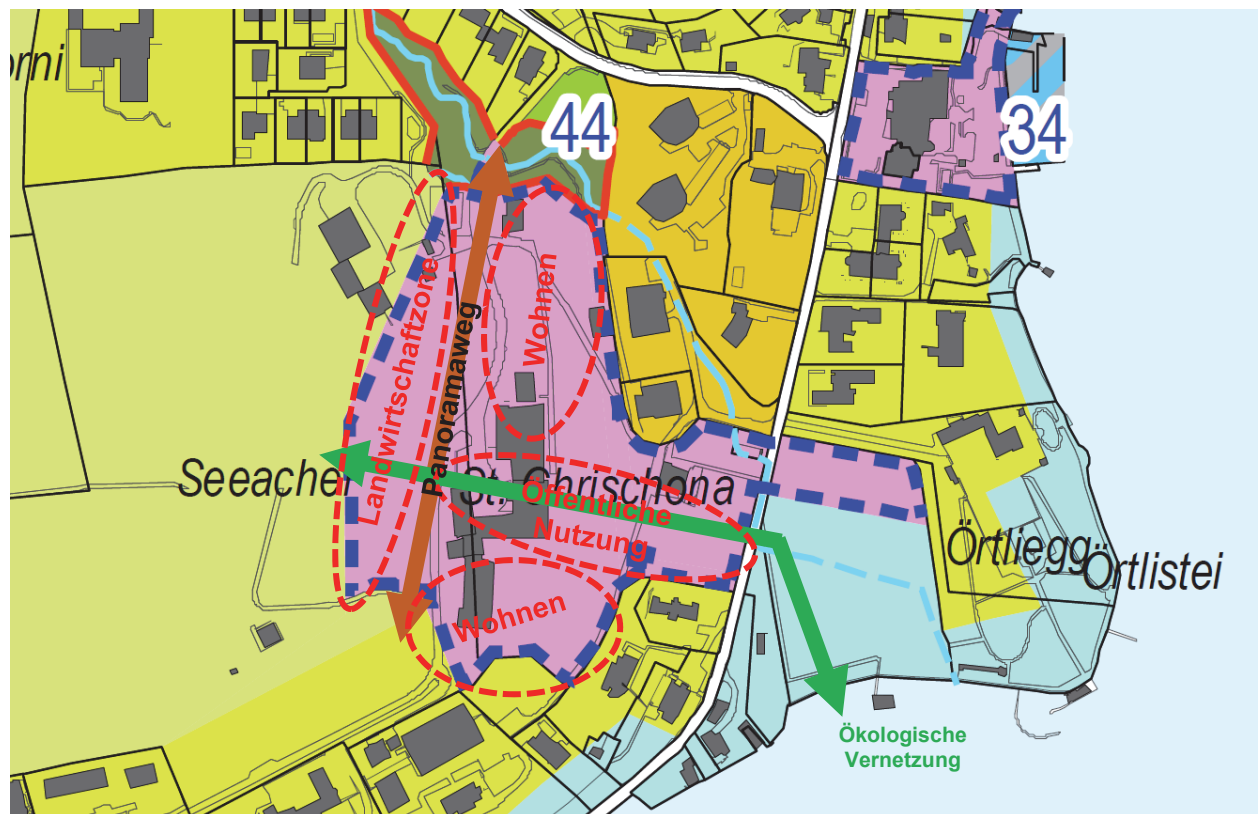 orni
44
34
Landwirtschaftzone
Panoramaweg
Wohnen
Seeacher
St. Chrischona
Öffentliche
Nutzung
Örtliegg
Örtlistei
Wohnen
Ökologische
Vernetzung